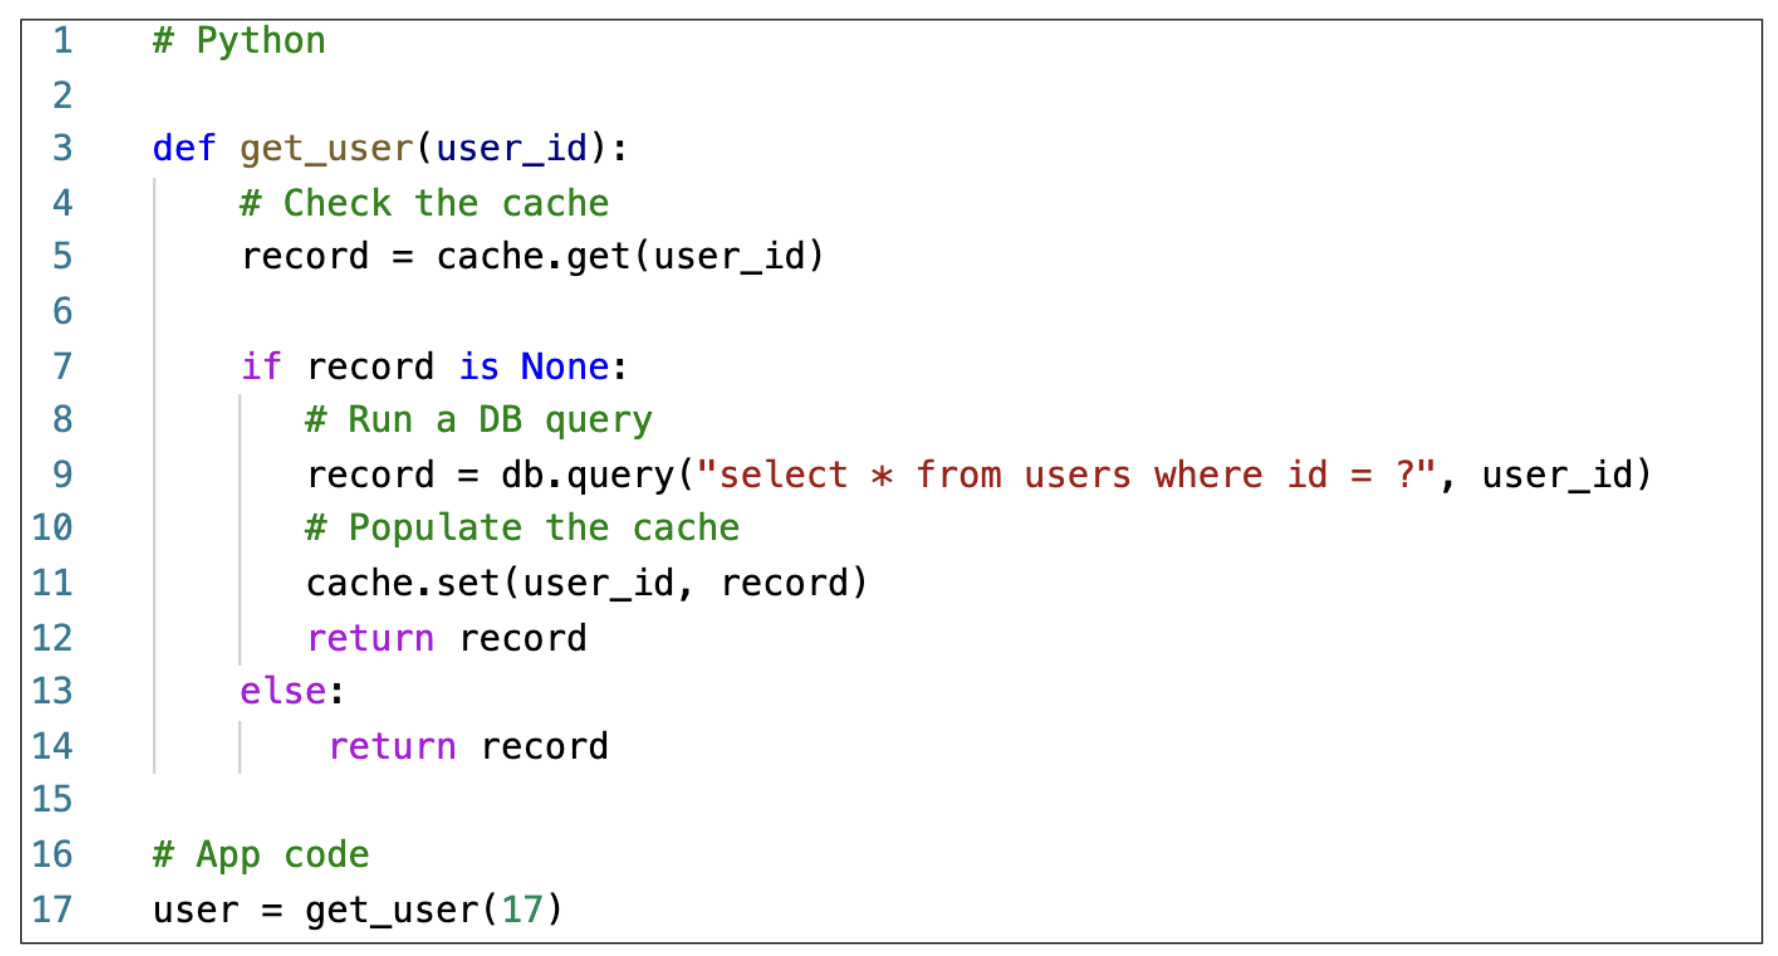 1 # Python
2
3 def get_user(user_id):
4     # Check the cache
5     record = cache.get(user_id)
6
7     if record is None:
8        # Run a DB query
9        record = db.query("select * from users where id = ?", user_id)
10        # Populate the cache
11        cache.set(user_id, record)
12        return record
13     else:
14         return record
15
16 # App code
17 user = get_user(17)